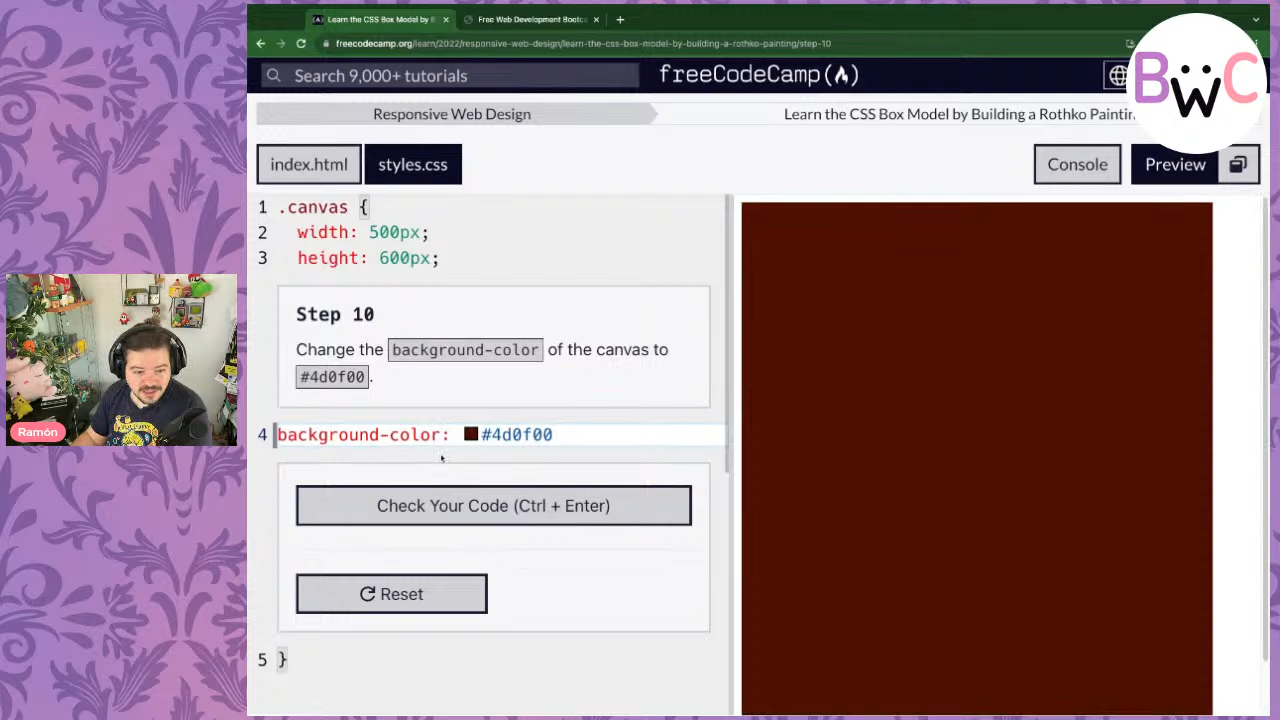 Learn the CSS Box Model by B
Free Web Development Bootca
freecodecamp.org/learn/2022/responsive-web-design/learn-the-css-box-model-by-building-a-rothko-painting/step-10
BWC
Search 9,000+ tutorials
freeCodeCamp
Responsive Web Design
Learn the CSS Box Model by Building a Rothko Paintin
index.html
styles.css
Console
Preview
1 .canvas {
2 width: 500px;
3 height: 600px;
Step 10
Change the background-color of the canvas to
#4d0f00.
4 background-color: #4d0f00
Check Your Code (Ctrl + Enter)
Reset
5 }
Ramón